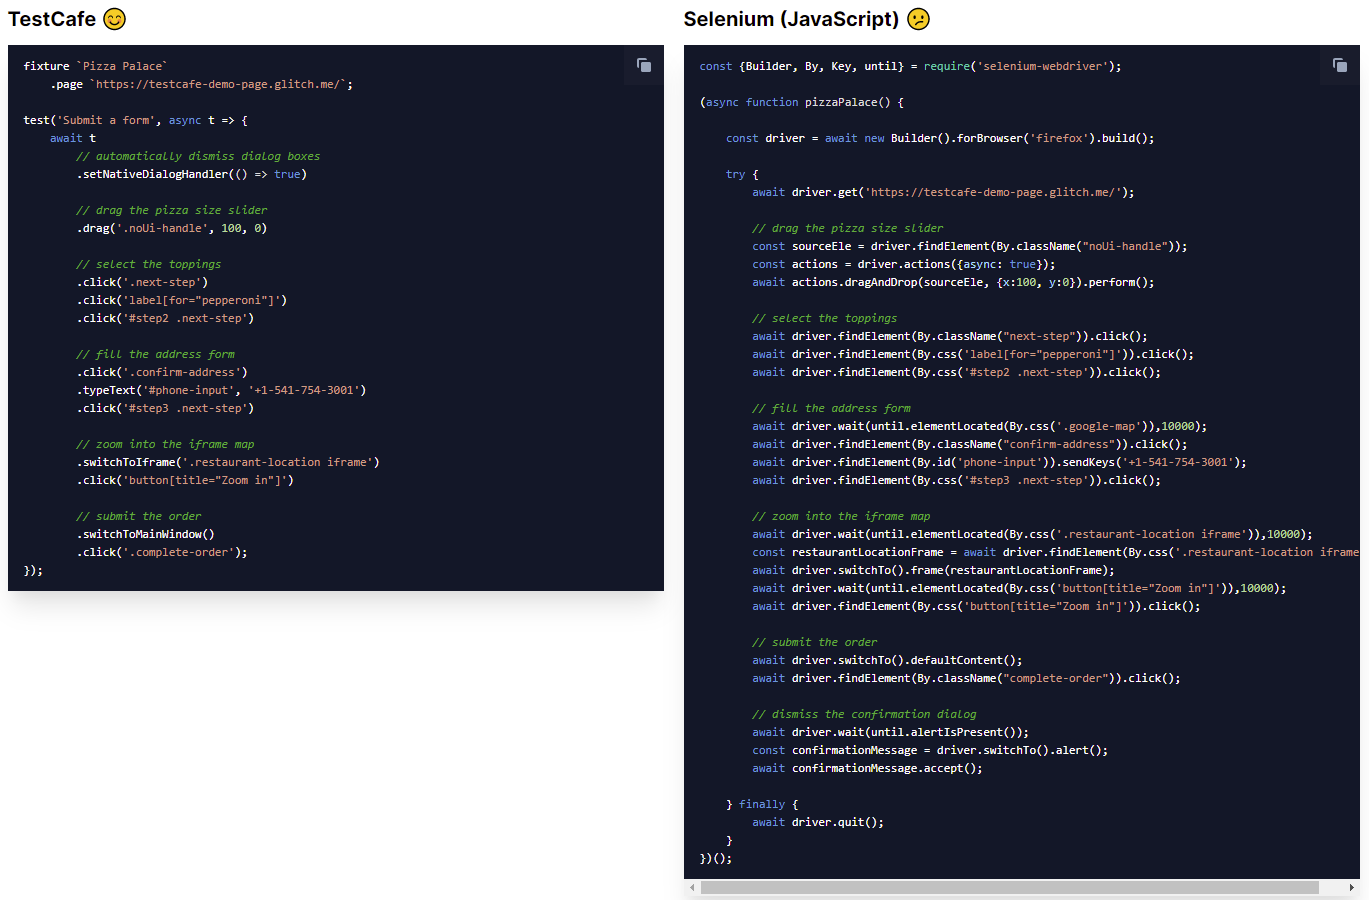 TestCafe 😊
fixture `Pizza Palace`
    .page `https://testcafe-demo-page.glitch.me/`;

test('Submit a form', async t => {
    await t
        // automatically dismiss dialog boxes
        .setNativeDialogHandler(() => true)

        // drag the pizza size slider
        .drag('.noUi-handle', 100, 0)

        // select the toppings
        .click('.next-step')
        .click('label[for="pepperoni"]')
        .click('#step2 .next-step')

        // fill the address form
        .click('.confirm-address')
        .typeText('#phone-input', '+1-541-754-3001')
        .click('#step3 .next-step')

        // zoom into the iframe map
        .switchToIframe('.restaurant-location iframe')
        .click('button[title="Zoom in"]')

        // submit the order
        .switchToMainWindow()
        .click('.complete-order');
});
Selenium (JavaScript) 😕
const {Builder, By, Key, until} = require('selenium-webdriver');

(async function pizzaPalace() {

    const driver = await new Builder().forBrowser('firefox').build();

    try {
        await driver.get('https://testcafe-demo-page.glitch.me/');

        // drag the pizza size slider
        const sourceEle = driver.findElement(By.className("noUi-handle"));
        const actions = driver.actions({async: true});
        await actions.dragAndDrop(sourceEle, {x:100, y:0}).perform();

        // select the toppings
        await driver.findElement(By.className("next-step")).click();
        await driver.findElement(By.css('label[for="pepperoni"]')).click();
        await driver.findElement(By.css('#step2 .next-step')).click();

        // fill the address form
        await driver.wait(until.elementLocated(By.css('.google-map')),10000);
        await driver.findElement(By.className("confirm-address")).click();
        await driver.findElement(By.id('phone-input')).sendKeys('+1-541-754-3001');
        await driver.findElement(By.css('#step3 .next-step')).click();

        // zoom into the iframe map
        await driver.wait(until.elementLocated(By.css('.restaurant-location iframe')),10000);
        const restaurantLocationFrame = await driver.findElement(By.css('.restaurant-location iframe
        await driver.switchTo().frame(restaurantLocationFrame);
        await driver.wait(until.elementLocated(By.css('button[title="Zoom in"]')),10000);
        await driver.findElement(By.css('button[title="Zoom in"]')).click();

        // submit the order
        await driver.switchTo().defaultContent();
        await driver.findElement(By.className("complete-order")).click();

        // dismiss the confirmation dialog
        await driver.wait(until.alertIsPresent());
        const confirmationMessage = driver.switchTo().alert();
        await confirmationMessage.accept();

    } finally {
        await driver.quit();
    }
})();